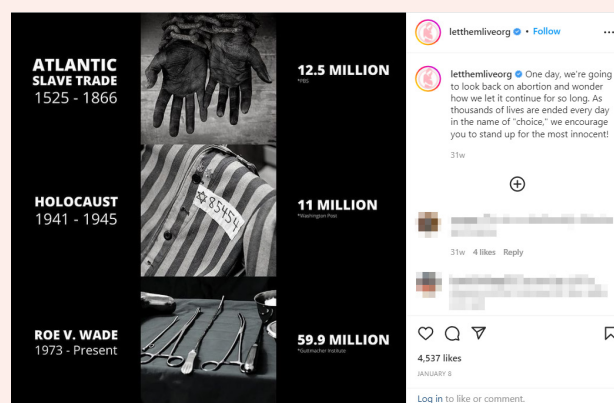 ATLANTIC
SLAVE TRADE
1525 - 1866
12.5 MILLION
*PBS
✡ 85454
HOLOCAUST
1941 - 1945
11 MILLION
*Washington Post
ROE V. WADE
1973 - Present
59.9 MILLION
*Guttmacher Institute
letthemliveorg • Follow
letthemliveorg One day, we're going
to look back on abortion and wonder
how we let it continue for so long. As
thousands of lives are ended every day
in the name of "choice," we encourage
you to stand up for the most innocent!
31w
31w 4 likes Reply
4,537 likes
JANUARY 8
Log in to like or comment.